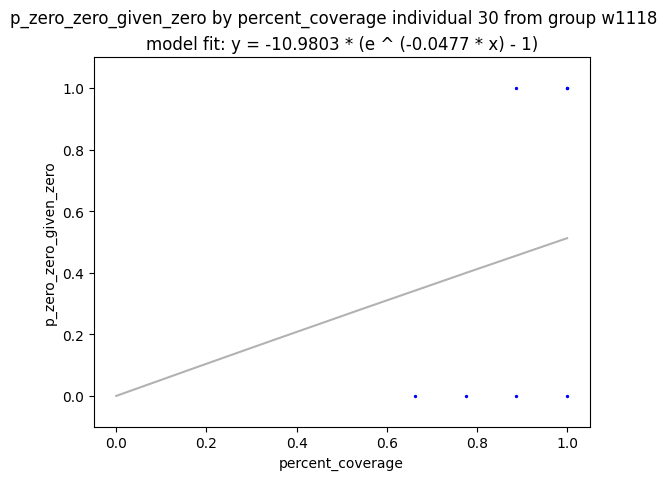 p_zero_zero_given_zero by percent_coverage individual 30 from group w1118
model fit: y = -10.9803 * (e ^ (-0.0477 * x) - 1)
1.0
0.8
0.6
0.4
0.2
0.0
p_zero_zero_given_zero
0.0 0.2 0.4 0.6 0.8 1.0
percent_coverage